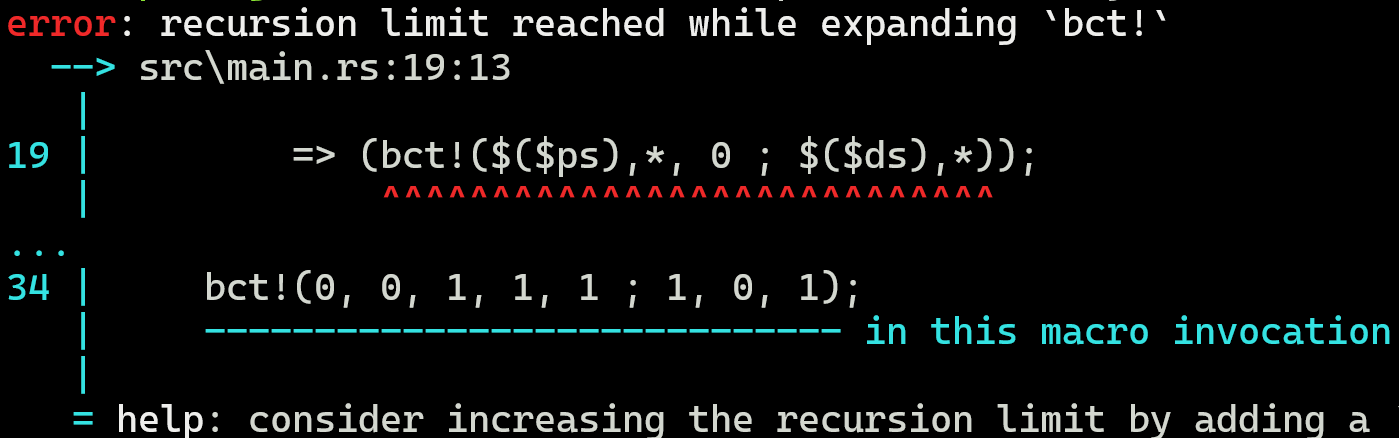 error: recursion limit reached while expanding `bct!`
--> src\main.rs:19:13
|
19 | => (bct!($($ps),*, 0 ; $($ds),*));
| ^^^^^^^^^^^^^^^^^^^^^^^^^^^^
...
34 | bct!(0, 0, 1, 1, 1 ; 1, 0, 1);
| ----------------------------- in this macro invocation
|
= help: consider increasing the recursion limit by adding a